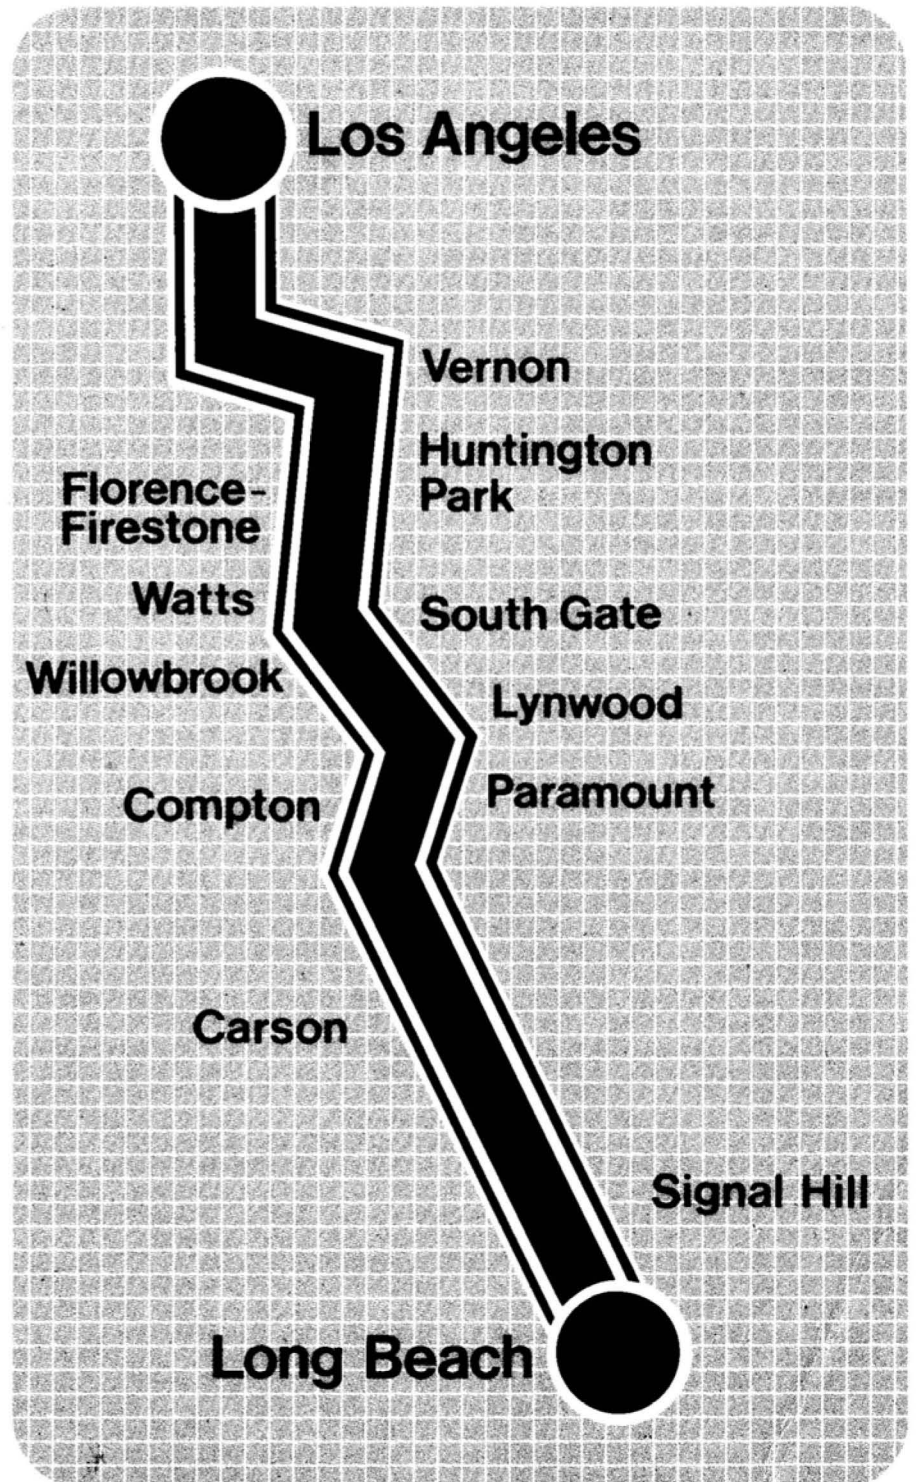 Los Angeles
Vernon
Huntington
Park
Florence-
Firestone
Watts
South Gate
Willowbrook
Lynwood
Paramount
Compton
Carson
Signal Hill
Long Beach